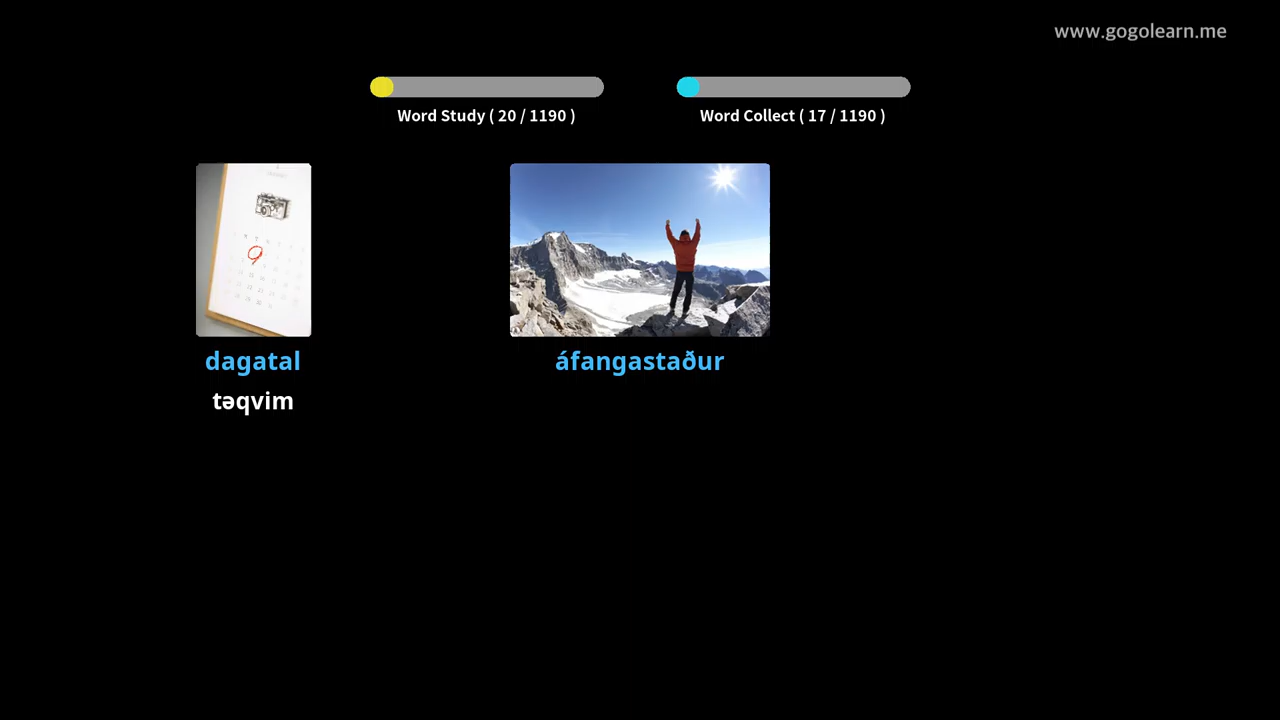 www.gogolearn.me
Word Study ( 20 / 1190 )
Word Collect ( 17 / 1190 )
dagatal
áfangastaður
təqvim